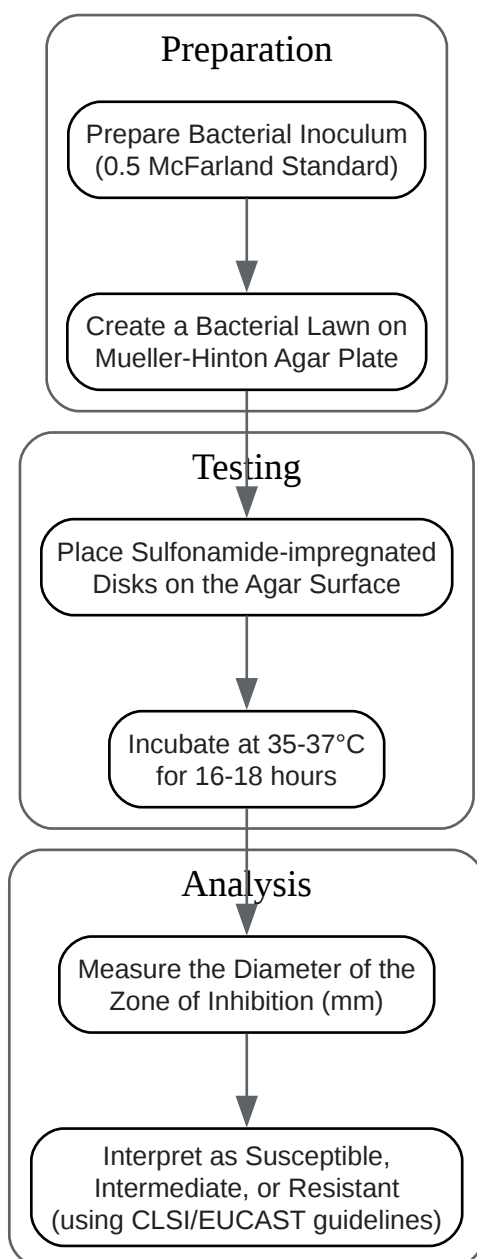 Preparation
Prepare Bacterial Inoculum
(0.5 McFarland Standard)
Create a Bacterial Lawn on
Mueller-Hinton Agar Plate
Testing
Place Sulfonamide-impregnated
Disks on the Agar Surface
Incubate at 35-37°C
for 16-18 hours
Analysis
Measure the Diameter of the
Zone of Inhibition (mm)
Interpret as Susceptible,
Intermediate, or Resistant
(using CLSI/EUCAST guidelines)